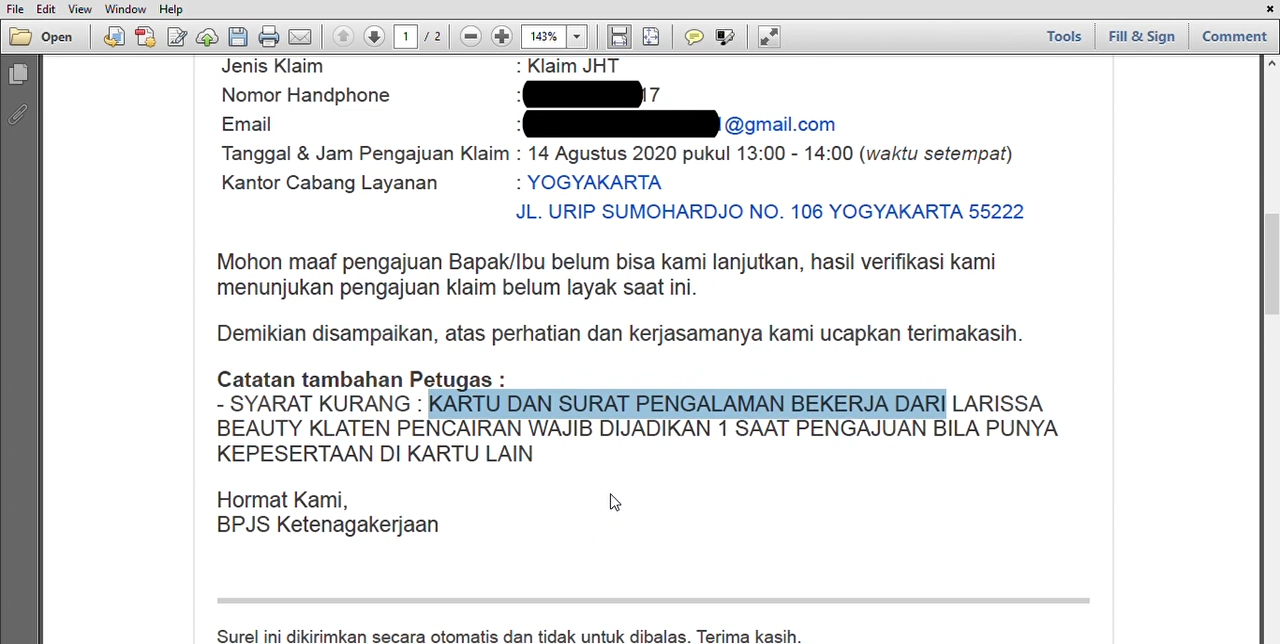 File Edit View Window Help
Open 1 / 2 143% Tools Fill & Sign Comment
Jenis Klaim : Klaim JHT
Nomor Handphone : 17
Email : @gmail.com
Tanggal & Jam Pengajuan Klaim : 14 Agustus 2020 pukul 13:00 - 14:00 (waktu setempat)
Kantor Cabang Layanan : YOGYAKARTA
JL. URIP SUMOHARDJO NO. 106 YOGYAKARTA 55222
Mohon maaf pengajuan Bapak/Ibu belum bisa kami lanjutkan, hasil verifikasi kami
menunjukan pengajuan klaim belum layak saat ini.
Demikian disampaikan, atas perhatian dan kerjasamanya kami ucapkan terimakasih.
Catatan tambahan Petugas :
- SYARAT KURANG : KARTU DAN SURAT PENGALAMAN BEKERJA DARI LARISSA
BEAUTY KLATEN PENCAIRAN WAJIB DIJADIKAN 1 SAAT PENGAJUAN BILA PUNYA
KEPESERTAAN DI KARTU LAIN
Hormat Kami,
BPJS Ketenagakerjaan
Surel ini dikirimkan secara otomatis dan tidak untuk dibalas. Terima kasih.